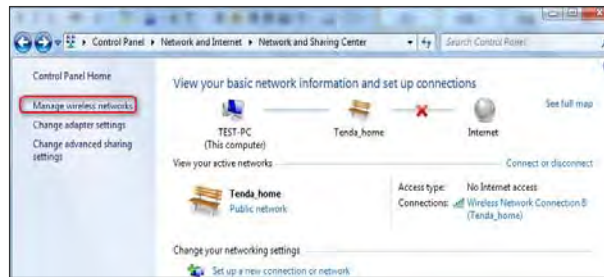 Control Panel ▸ Network and Internet ▸ Network and Sharing Center
Search Control Panel
Control Panel Home
Manage wireless networks
Change adapter settings
Change advanced sharing
settings
View your basic network information and set up connections
See full map
TEST-PC
(This computer)
Tenda_home
Internet
View your active networks
Connect or disconnect
Tenda_home
Public network
Access type: No Internet access
Connections: Wireless Network Connection 8
(Tenda_home)
Change your networking settings
Set up a new connection or network